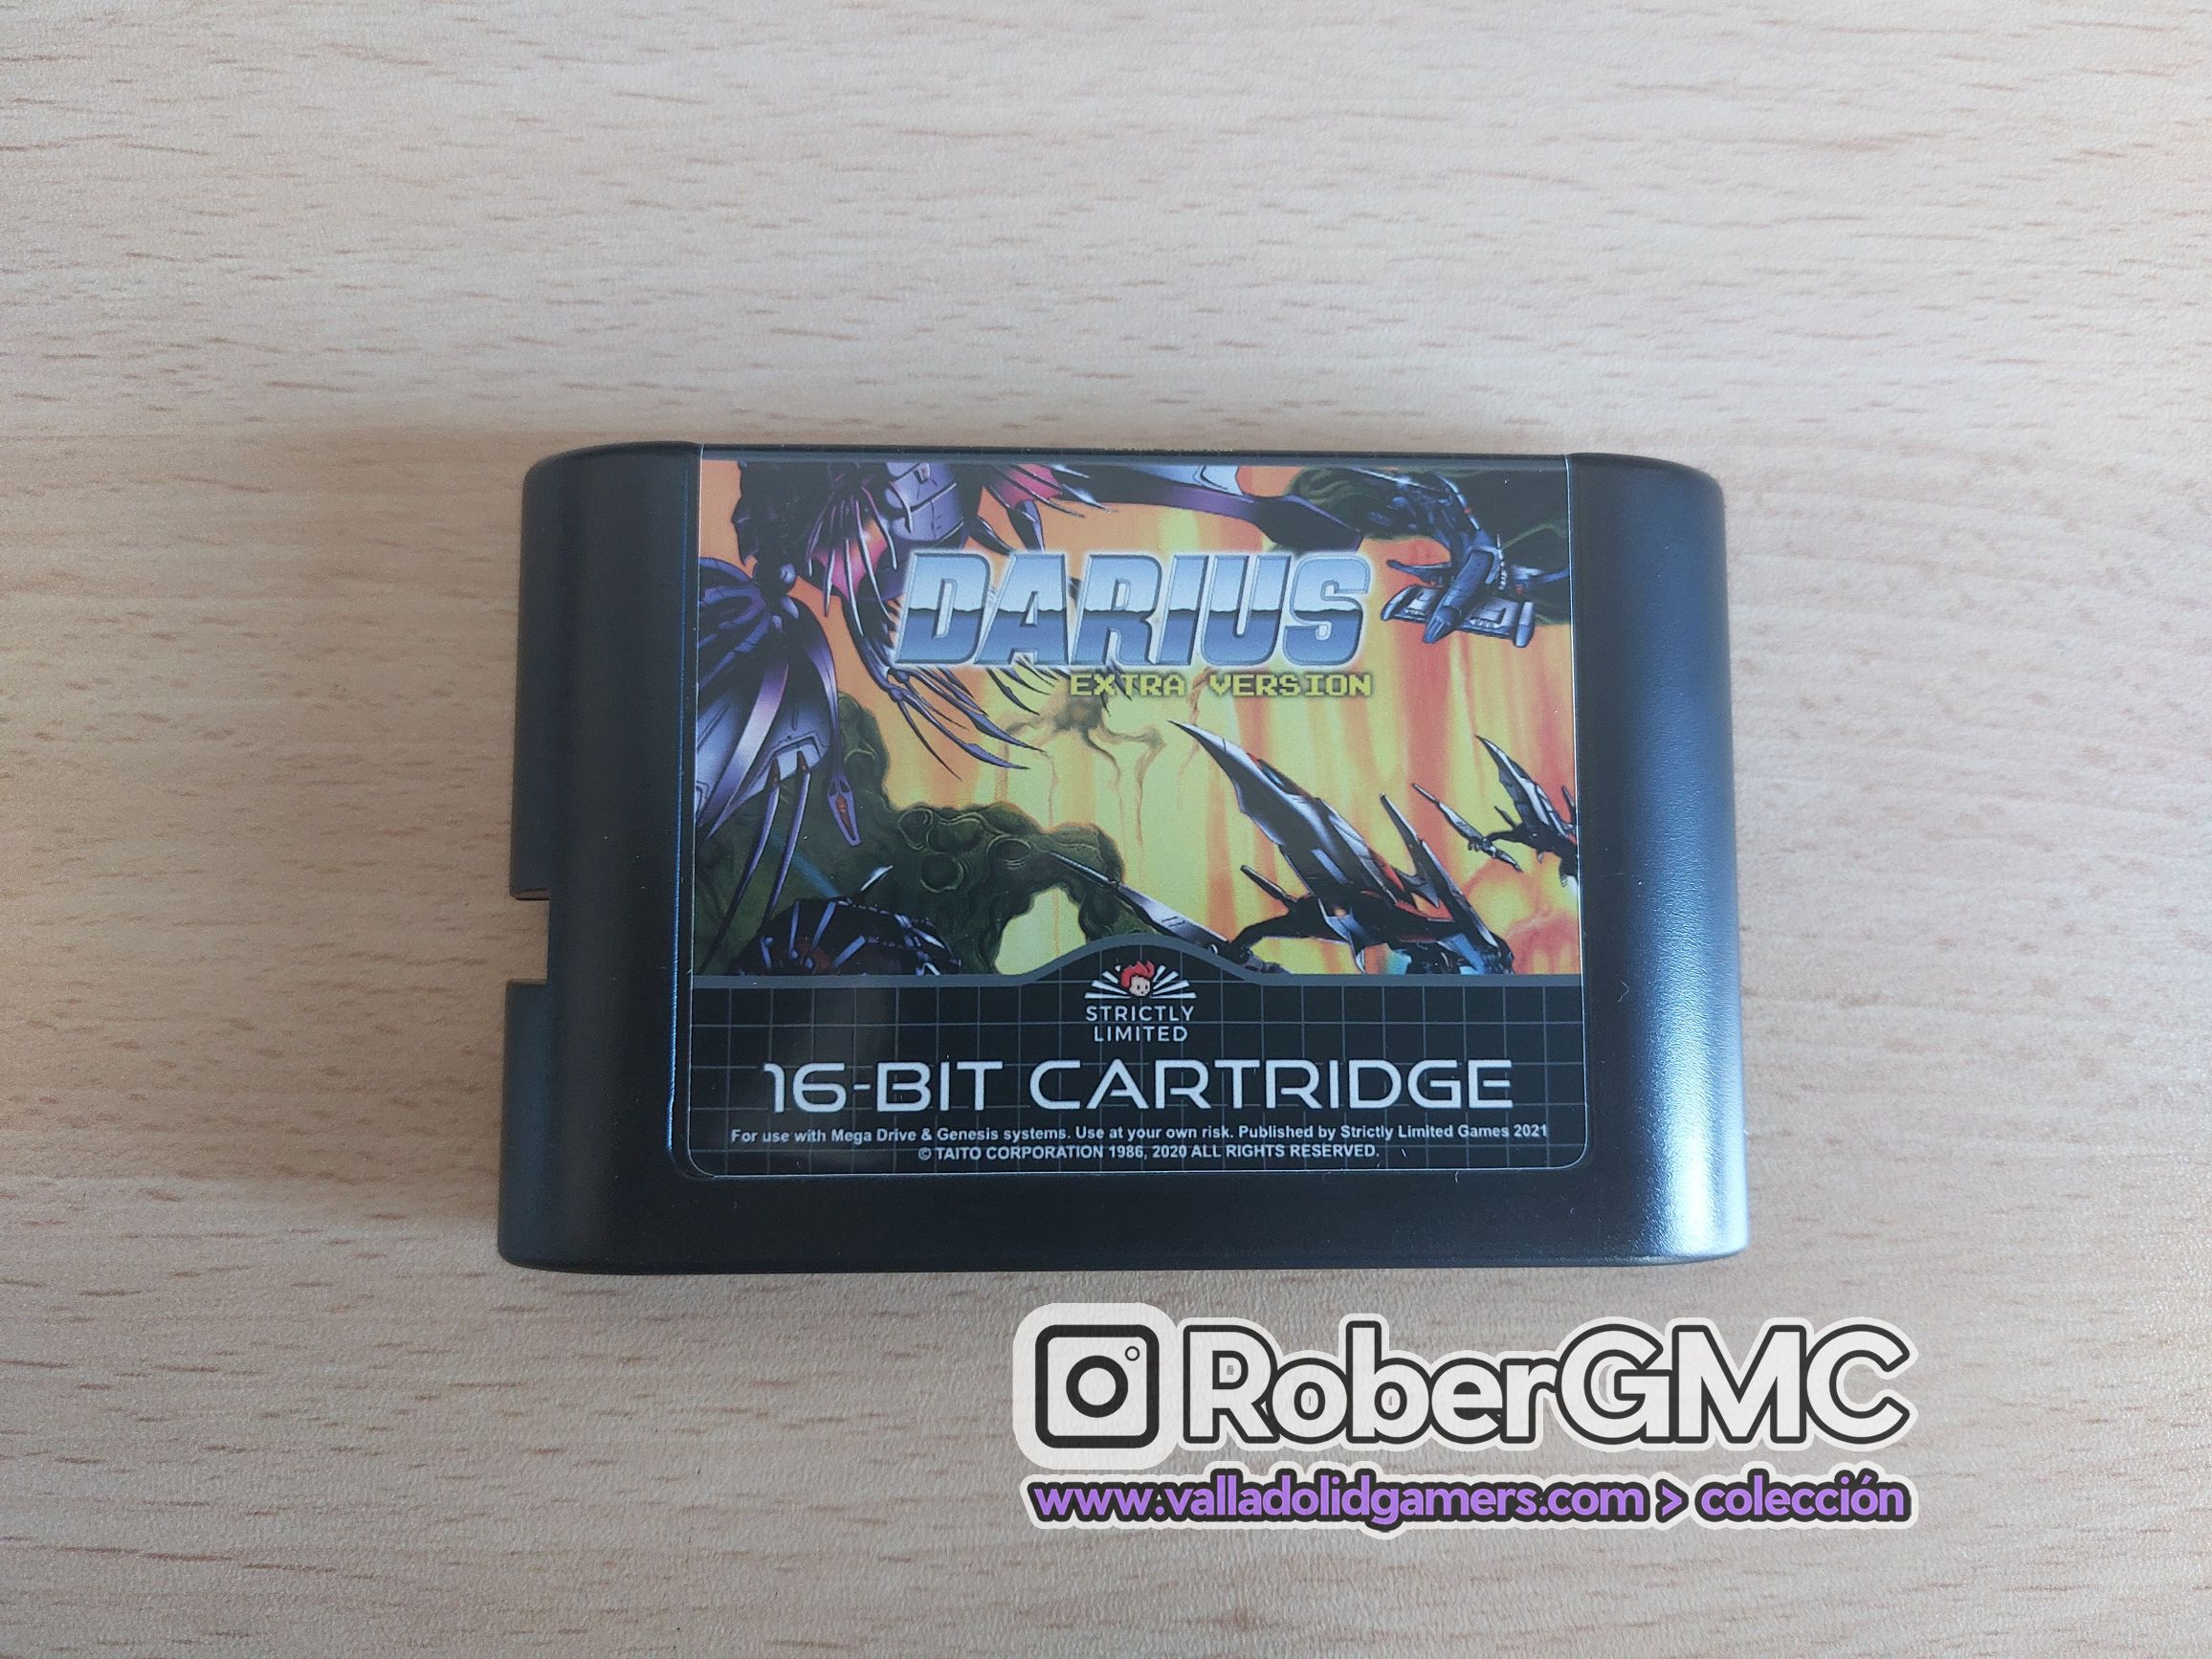 DARIUS
EXTRA VERSION
STRICTLY
LIMITED
16-BIT CARTRIDGE
For use with Mega Drive & Genesis systems. Use at your own risk. Published by Strictly Limited Games 2021
© TAITO CORPORATION 1986, 2020 ALL RIGHTS RESERVED.
RoberGMC
www.valladolidgamers.com > colección